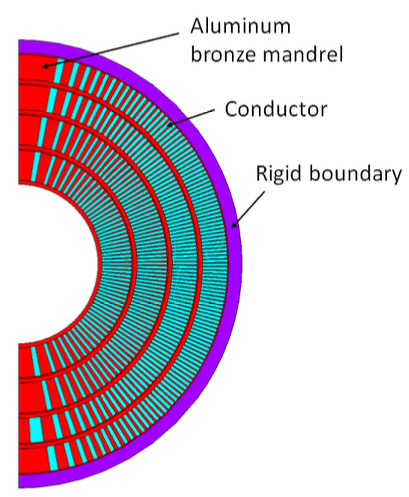 Aluminum
bronze mandrel
Conductor
Rigid boundary